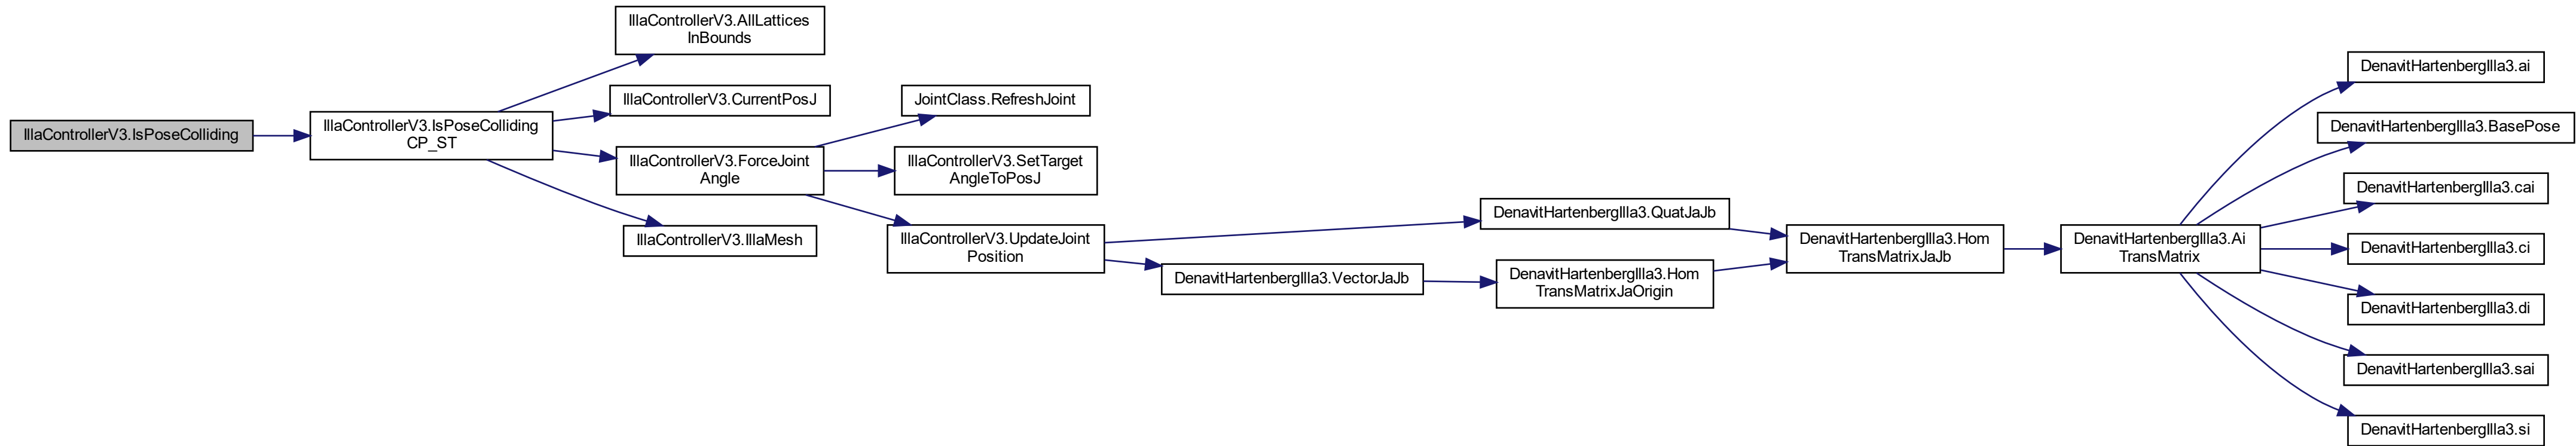 IllaControllerV3.IsPoseColliding
IllaControllerV3.IsPoseColliding
CP_ST
IllaControllerV3.AllLattices
InBounds
IllaControllerV3.CurrentPosJ
IllaControllerV3.ForceJoint
Angle
IllaControllerV3.IllaMesh
JointClass.RefreshJoint
IllaControllerV3.SetTarget
AngleToPosJ
IllaControllerV3.UpdateJoint
Position
DenavitHartenbergIlla3.QuatJaJb
DenavitHartenbergIlla3.VectorJaJb
DenavitHartenbergIlla3.Hom
TransMatrixJaOrigin
DenavitHartenbergIlla3.Hom
TransMatrixJaJb
DenavitHartenbergIlla3.Ai
TransMatrix
DenavitHartenbergIlla3.ai
DenavitHartenbergIlla3.BasePose
DenavitHartenbergIlla3.cai
DenavitHartenbergIlla3.ci
DenavitHartenbergIlla3.di
DenavitHartenbergIlla3.sai
DenavitHartenbergIlla3.si